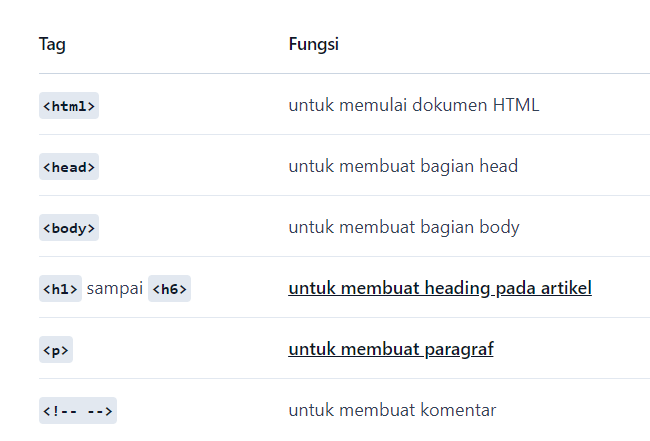 Tag Fungsi
<html> untuk memulai dokumen HTML
<head> untuk membuat bagian head
<body> untuk membuat bagian body
<h1> sampai <h6> untuk membuat heading pada artikel
<p> untuk membuat paragraf
<!-- --> untuk membuat komentar